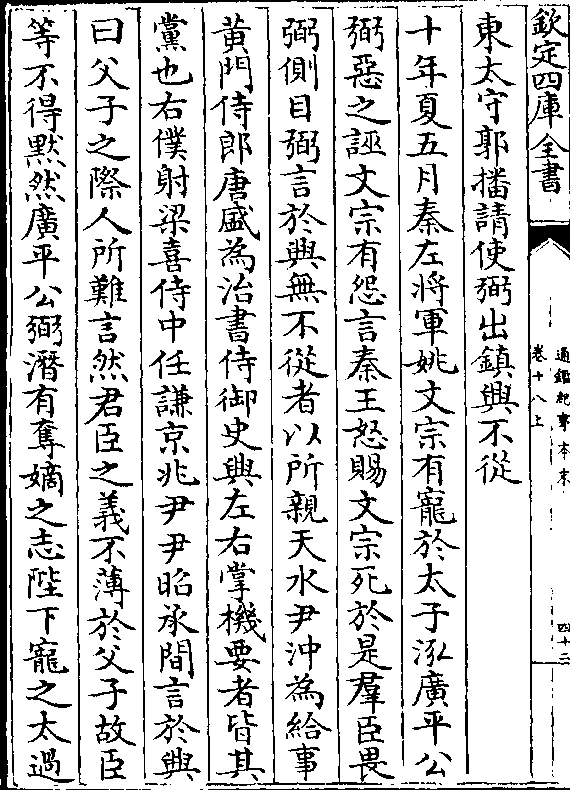 欽定四庫全書
通鑑紀事本末
卷十八上
四十二
東太守郭播請使弼出鎮興不從
十年夏五月秦左將軍姚文宗有寵於太子泓廣平公
弼惡之誣文宗有怨言秦王怒賜文宗死於是羣臣畏
弼側目弼言於興無不從者以所親天水尹沖為給事
黃門侍郎唐盛為治書侍御史興左右掌機要者皆其
黨也右僕射梁喜侍中任謙京兆尹尹昭承間言於興
曰父子之際人所難言然君臣之義不薄於父子故臣
等不得默然廣平公弼潛有奪嫡之志陛下寵之太過